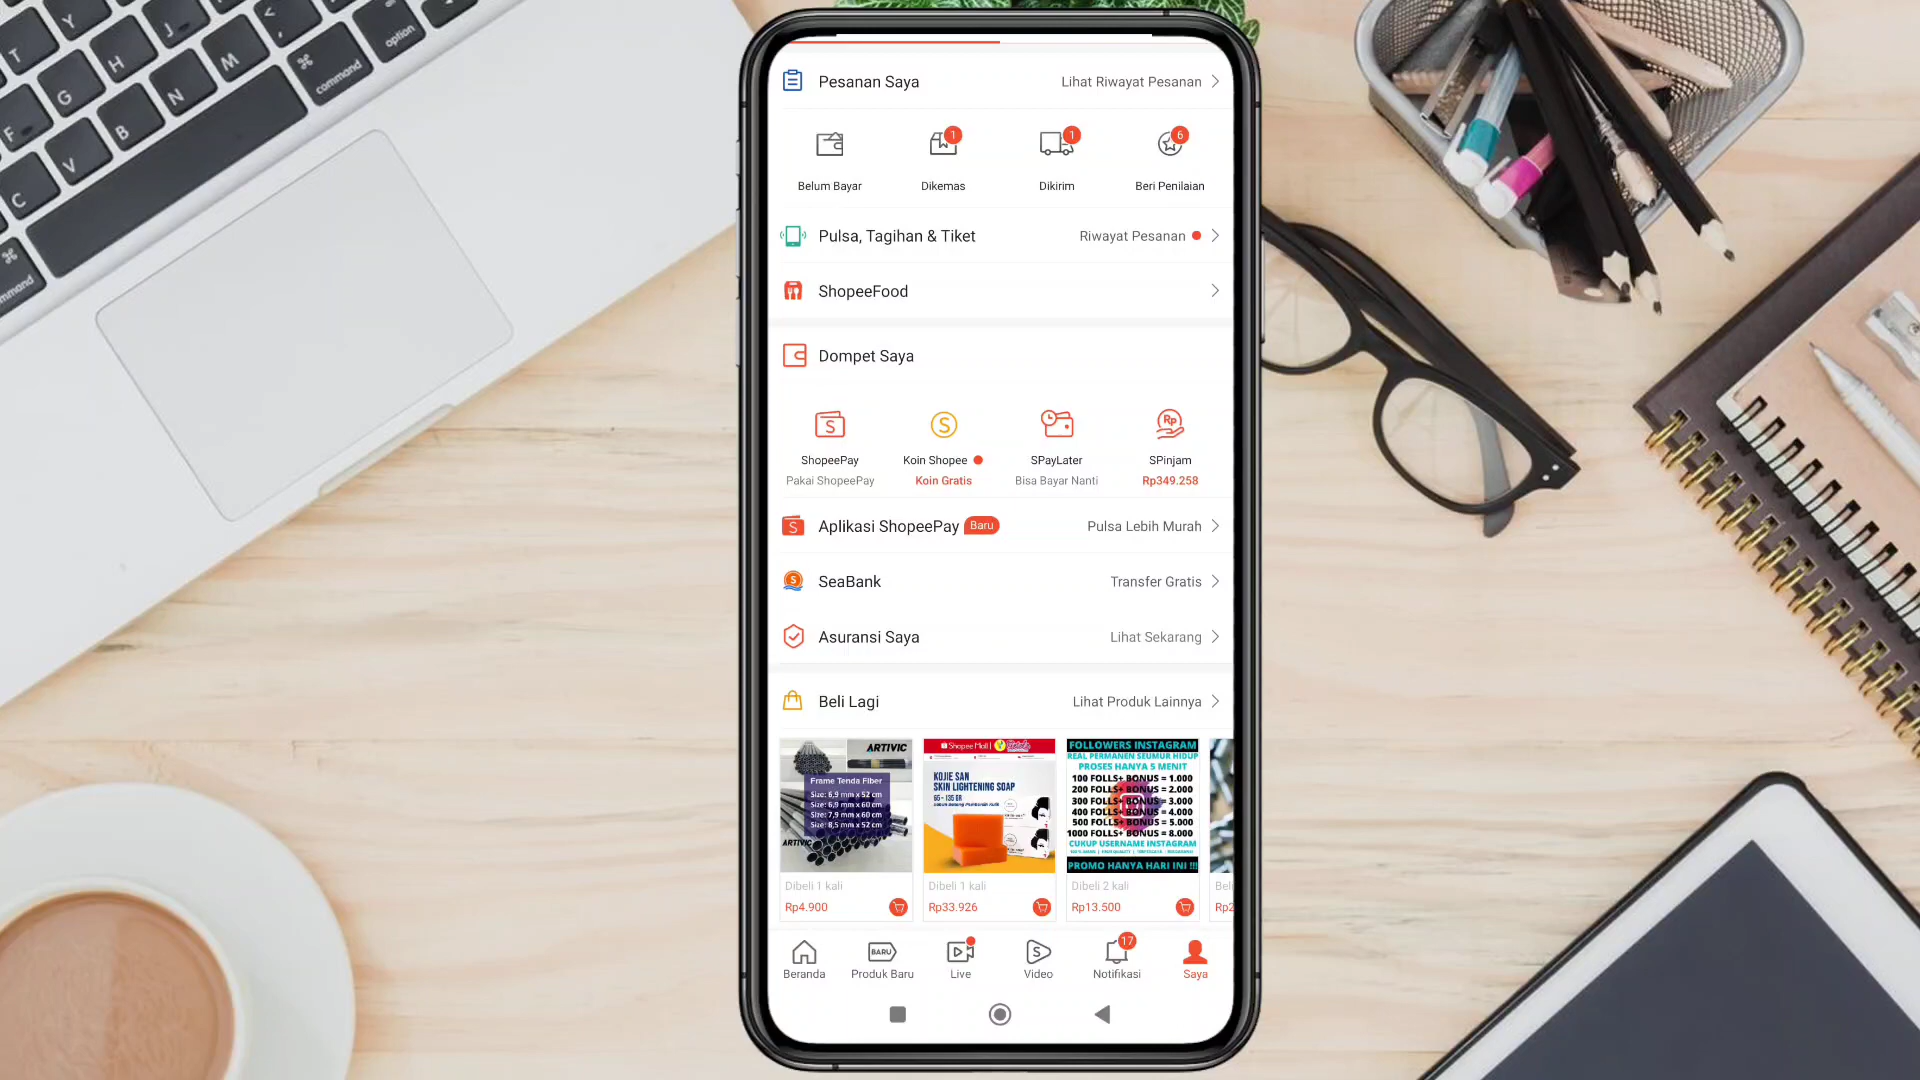 Pesanan Saya
Lihat Riwayat Pesanan
1
1
6
Belum Bayar
Dikemas
Dikirim
Beri Penilaian
Pulsa, Tagihan & Tiket
Riwayat Pesanan
ShopeeFood
Dompet Saya
ShopeePay
Koin Shopee
SPayLater
SPinjam
Pakai ShopeePay
Koin Gratis
Bisa Bayar Nanti
Rp349.258
Aplikasi ShopeePay
Baru
Pulsa Lebih Murah
SeaBank
Transfer Gratis
Asuransi Saya
Lihat Sekarang
Beli Lagi
Lihat Produk Lainnya
ARTIVIC
Frame Tenda Fiber
Size: 6,9 mm x 52 cm
Size: 6,9 mm x 60 cm
Size: 7,9 mm x 60 cm
Size: 8,5 mm x 52 cm
ARTIVIC
Dibeli 1 kali
Rp4.900
Shopee Mall
KOJIE SAN
SKIN LIGHTENING SOAP
65 - 135 GR
Dibeli 1 kali
Rp33.926
FOLLOWERS INSTAGRAM
REAL PERMANEN SEUMUR HIDUP
PROSES HANYA 5 MENIT
100 FOLLS+ BONUS = 1.000
200 FOLLS+ BONUS = 2.000
300 FOLLS+ BONUS = 3.000
400 FOLLS+ BONUS = 4.000
500 FOLLS+ BONUS = 5.000
1000 FOLLS+ BONUS = 8.000
CUKUP USERNAME INSTAGRAM
PROMO HANYA HARI INI !!!
Dibeli 2 kali
Rp13.500
BARU
17
Beranda
Produk Baru
Live
Video
Notifikasi
Saya
T
H
J
M
G
N
F
B
V
C
<
⌘
command
option